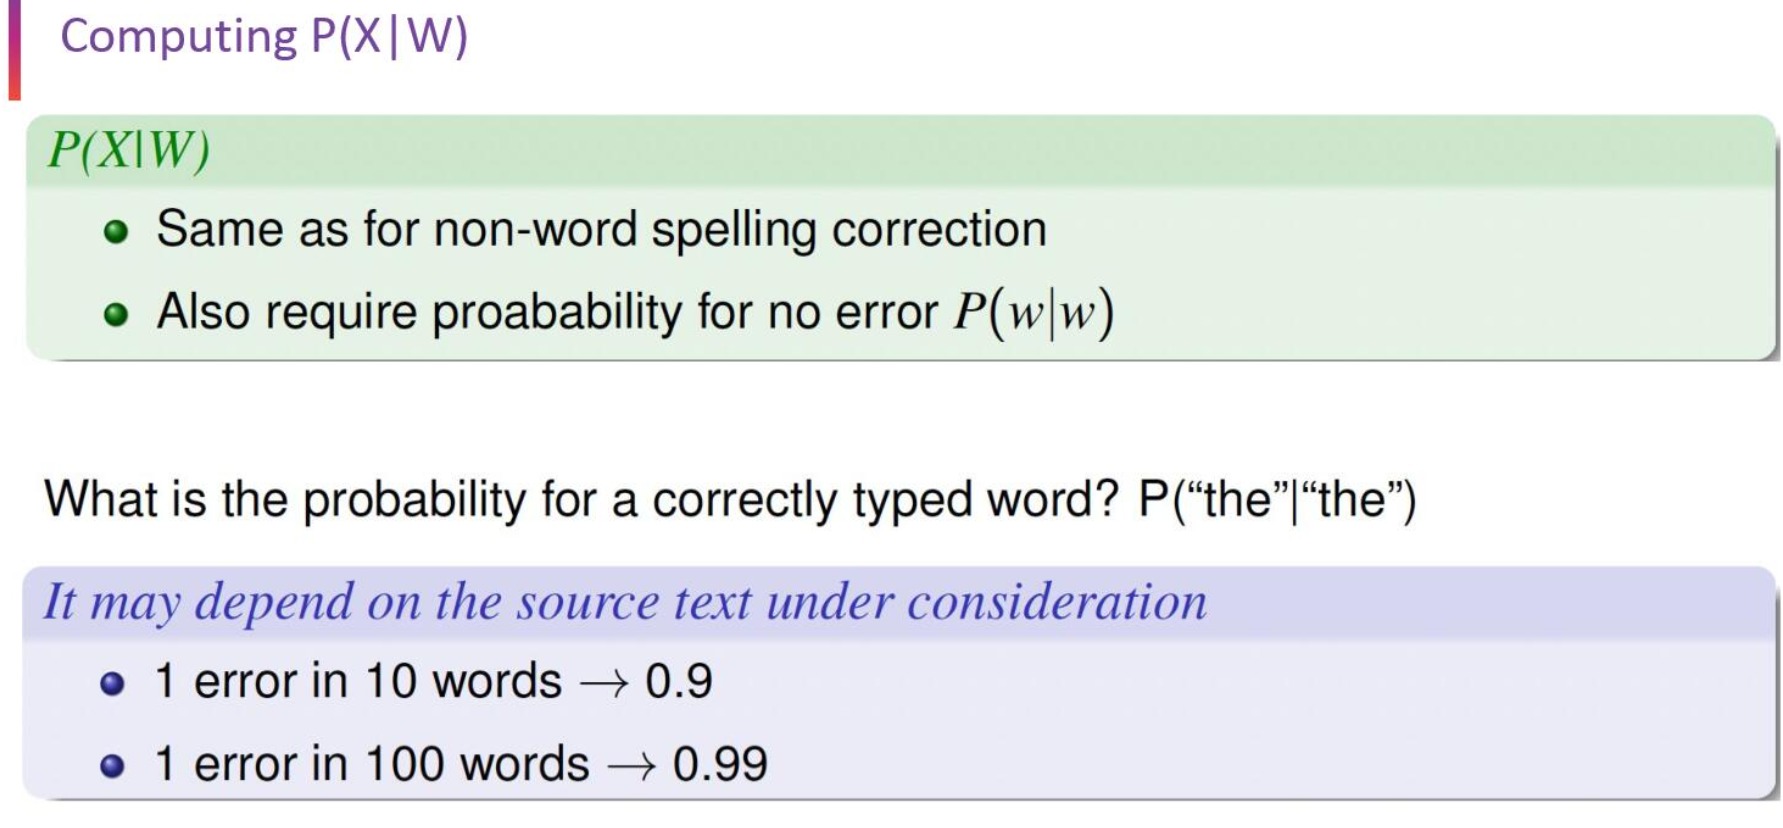 Computing P(X|W)
P(X|W)
Same as for non-word spelling correction
Also require proabability for no error P(w|w)
What is the probability for a correctly typed word? P(“the”|“the”)
It may depend on the source text under consideration
1 error in 10 words → 0.9
1 error in 100 words → 0.99